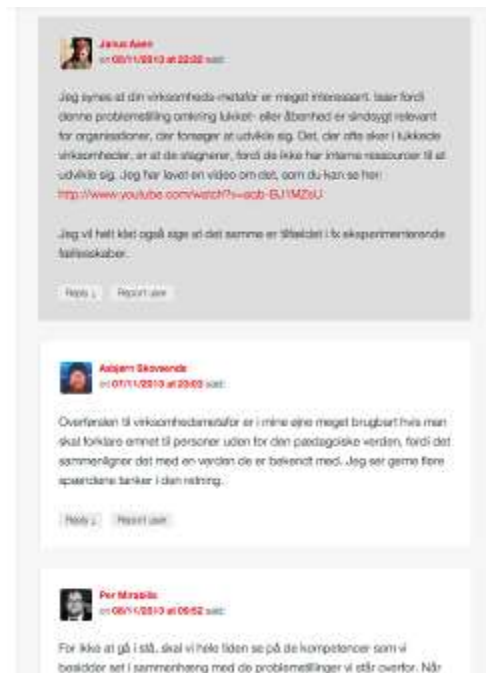 Janus Aaen
on 06/11/2013 at 22:22 said:
Jeg synes at din virksomheds-metafor er meget interessant. Især fordi
denne problemstilling omkring lukket- eller åbenhed er sindsygt relevant
for organisationer, der forsøger at udvikle sig. Det, der ofte sker i lukkede
virksomheder, er at de stagnerer, fordi de ikke har interne ressourcer til at
udvikle sig. Jeg har lavet en video om det, som du kan se her:
Jeg vil helt klat også sige at det samme er tilfældet i fx eksperimenterende
fællesskaber.
Reply ↓ Report user
Asbjørn
on 07/11/2013 at 23:03 said:
Overførslen til virksomhedsmetafor er i mine øjne meget brugbart hvis man
skal forklare emnet til personer uden for den pædagoiske verden, fordi det
sammenligner det med en verden de er bekendt med. Jeg ser gerne flere
spændene tanker i den retning.
Reply ↓ Report user
Per
on 08/11/2013 at 09:52 said:
For ikke at gå i stå, skal vi hele tiden se på de kompetencer som vi
besidder set i sammenhæng med de problemstillinger vi står overfor. Når